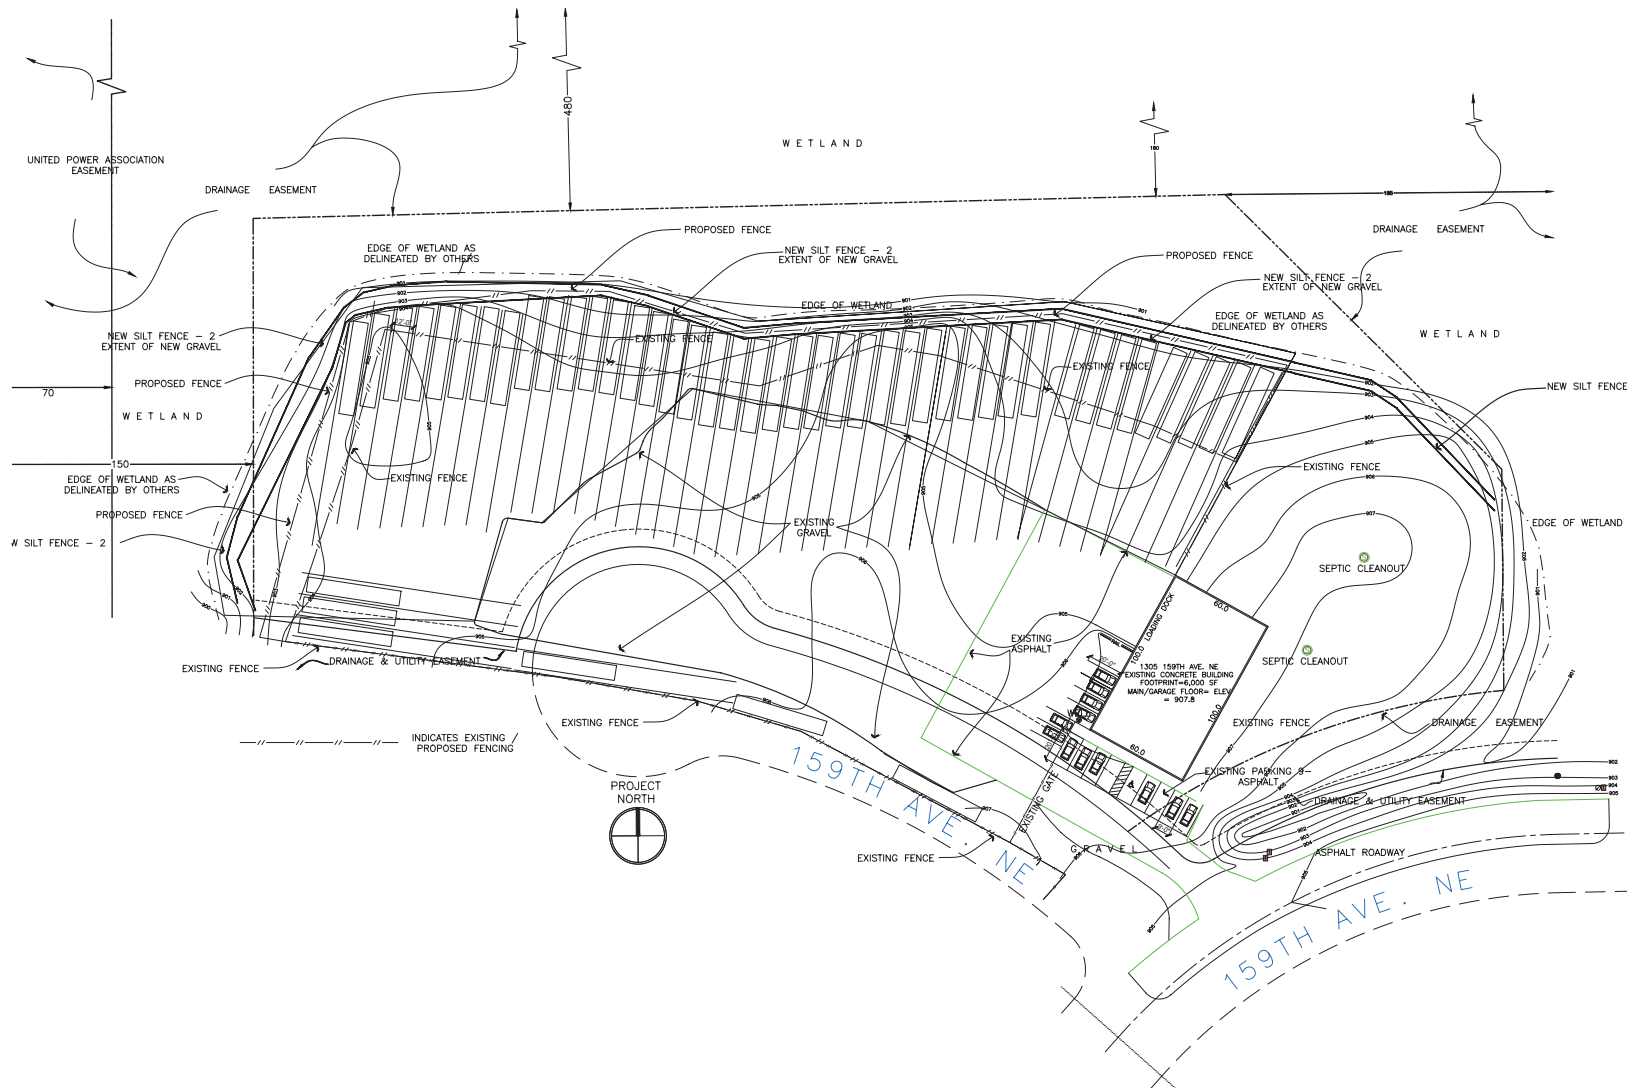 480
WETLAND
180
UNITED POWER ASSOCIATION
EASEMENT
DRAINAGE EASEMENT
DRAINAGE EASEMENT
PROPOSED FENCE
EDGE OF WETLAND AS
DELINEATED BY OTHERS
NEW SILT FENCE - 2
EXTENT OF NEW GRAVEL
PROPOSED FENCE
NEW SILT FENCE - 2
EXTENT OF NEW GRAVEL
EDGE OF WETLAND
EDGE OF WETLAND AS
DELINEATED BY OTHERS
WETLAND
NEW SILT FENCE - 2
EXTENT OF NEW GRAVEL
EXISTING FENCE
EXISTING FENCE
PROPOSED FENCE
70
WETLAND
NEW SILT FENCE
150
EXISTING FENCE
EXISTING FENCE
EDGE OF WETLAND AS
DELINEATED BY OTHERS
PROPOSED FENCE
EXISTING
GRAVEL
EDGE OF WETLAND
W SILT FENCE - 2
SEPTIC CLEANOUT
60.0
LOADING DOCK
100.0
EXISTING
ASPHALT
1305 159TH AVE. NE
EXISTING CONCRETE BUILDING
FOOTPRINT=6,000 SF
MAIN/GARAGE FLOOR= ELEV
= 907.8
SEPTIC CLEANOUT
EXISTING FENCE
DRAINAGE & UTILITY EASEMENT
100.0
60.0
EXISTING FENCE
EXISTING FENCE
DRAINAGE EASEMENT
INDICATES EXISTING /
PROPOSED FENCING
159TH AVE. NE
EXISTING GATE
EXISTING PARKING 9-
ASPHALT
PROJECT
NORTH
DRAINAGE & UTILITY EASEMENT
902
903
904
905
EXISTING FENCE
GRAVEL
ASPHALT ROADWAY
159TH AVE. NE